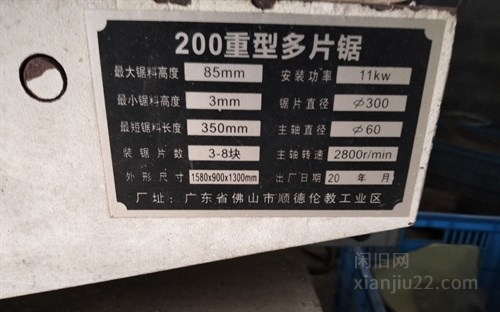 200重型多片锯
最大锯料高度 85mm 安装功率 11kw
最小锯料高度 3mm 锯片直径 φ300
最短锯料长度 350mm 主轴直径 φ60
装锯片数 3-8块 主轴转速 2800r/min
外形尺寸 1580x900x1300mm 出厂日期 20 年 月
厂址:广东省佛山市顺德伦教工业区
闲旧网
xianjiu22.com